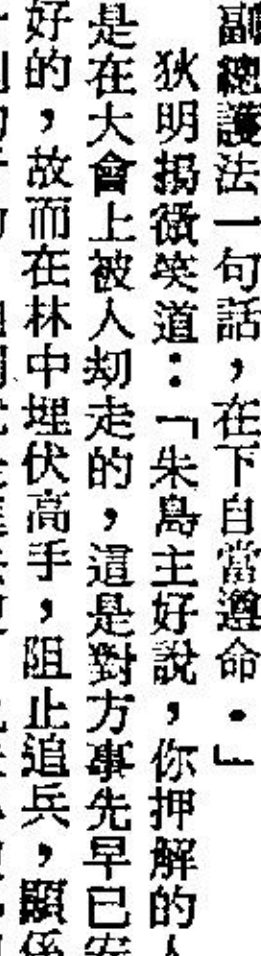 副總護法一句話，在下自當遵命．」
狄明揚微笑道：「朱島主好說，你押解的人
是在大會上被人刼走的，這是對方事先早已安
好的，故而在林中埋伏高手，阻止追兵，顯係